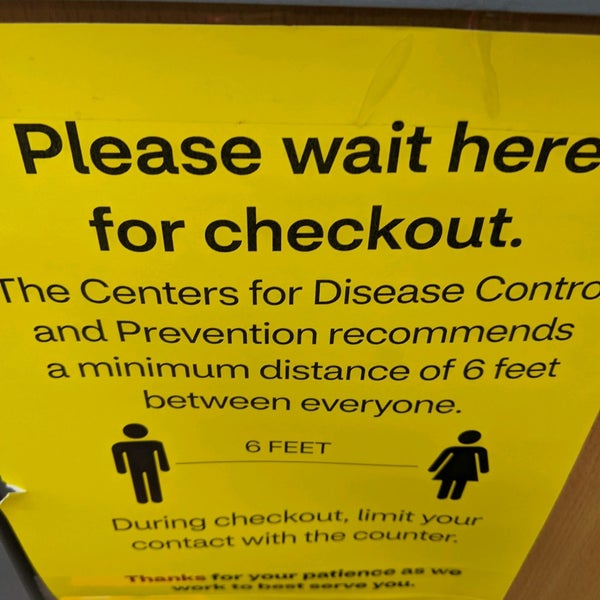 Please wait here
for checkout.
The Centers for Disease Contro
and Prevention recommends
a minimum distance of 6 feet
between everyone.
6 FEET
During checkout, limit your
contact with the counter.
Thanks for your patience as we
work to best serve you.